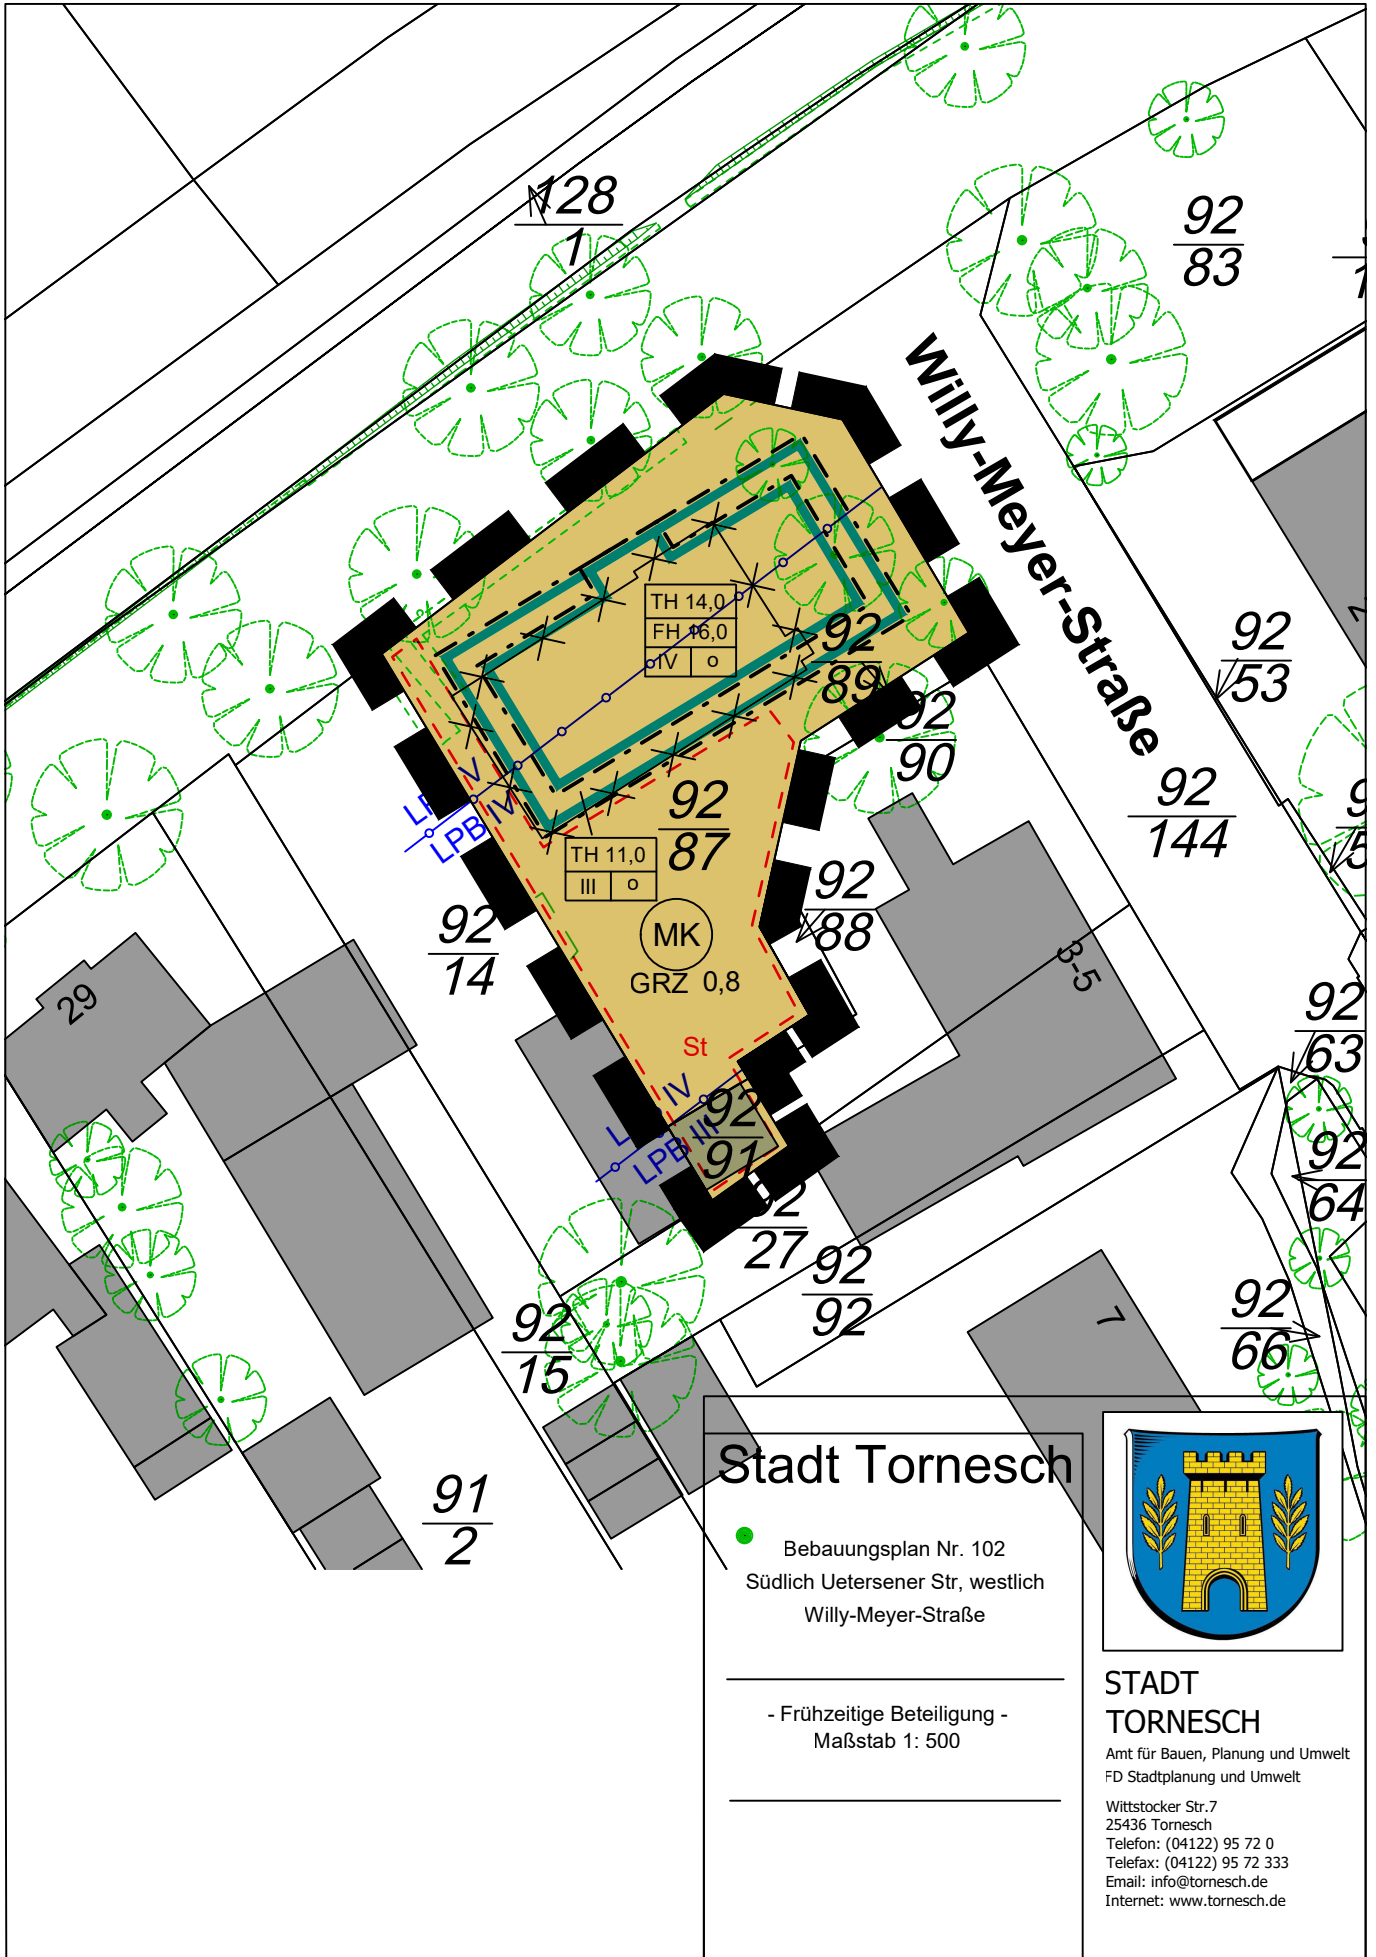 128
1
92
83
Willy-Meyer-Straße
TH 14,0
FH 16,0
IV o
92
89
92
53
92
90
92
144
LPB IV
92
87
TH 11,0
III o
92
14
92
88
MK
GRZ 0,8
29
3-5
92
63
St
IV
LPB III
92
91
92
64
92
27
92
92
92
15
92
66
7
91
2
Stadt Tornesch
Bebauungsplan Nr. 102
Südlich Uetersener Str, westlich
Willy-Meyer-Straße
- Frühzeitige Beteiligung -
Maßstab 1: 500
STADT
TORNESCH
Amt für Bauen, Planung und Umwelt
FD Stadtplanung und Umwelt
Wittstocker Str.7
25436 Tornesch
Telefon: (04122) 95 72 0
Telefax: (04122) 95 72 333
Email: info@tornesch.de
Internet: www.tornesch.de